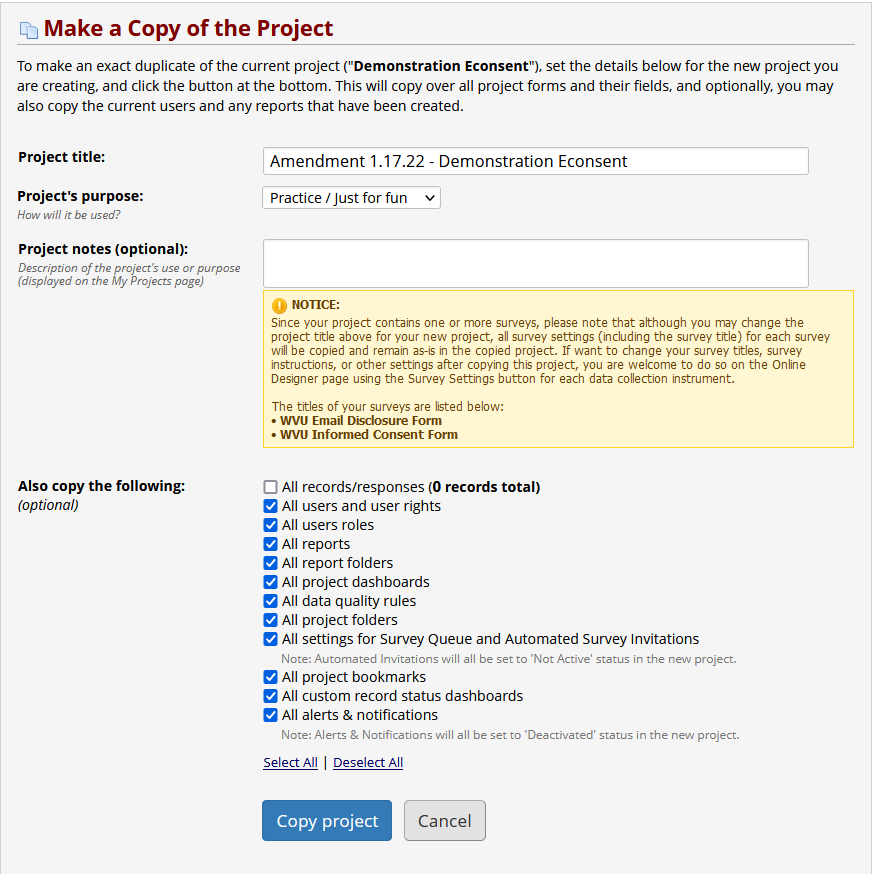 Make a Copy of the Project
To make an exact duplicate of the current project ("Demonstration Econsent"), set the details below for the new project you
are creating, and click the button at the bottom. This will copy over all project forms and their fields, and optionally, you may
also copy the current users and any reports that have been created.
Project title:
Amendment 1.17.22 - Demonstration Econsent
Project's purpose:
How will it be used?
Practice / Just for fun
Project notes (optional):
Description of the project's use or purpose
(displayed on the My Projects page)
NOTICE:
Since your project contains one or more surveys, please note that although you may change the
project title above for your new project, all survey settings (including the survey title) for each survey
will be copied and remain as-is in the copied project. If want to change your survey titles, survey
instructions, or other settings after copying this project, you are welcome to do so on the Online
Designer page using the Survey Settings button for each data collection instrument.
The titles of your surveys are listed below:
• WVU Email Disclosure Form
• WVU Informed Consent Form
Also copy the following:
(optional)
All records/responses (0 records total)
All users and user rights
All users roles
All reports
All report folders
All project dashboards
All data quality rules
All project folders
All settings for Survey Queue and Automated Survey Invitations
Note: Automated Invitations will all be set to 'Not Active' status in the new project.
All project bookmarks
All custom record status dashboards
All alerts & notifications
Note: Alerts & Notifications will all be set to 'Deactivated' status in the new project.
Select All | Deselect All
Copy project Cancel